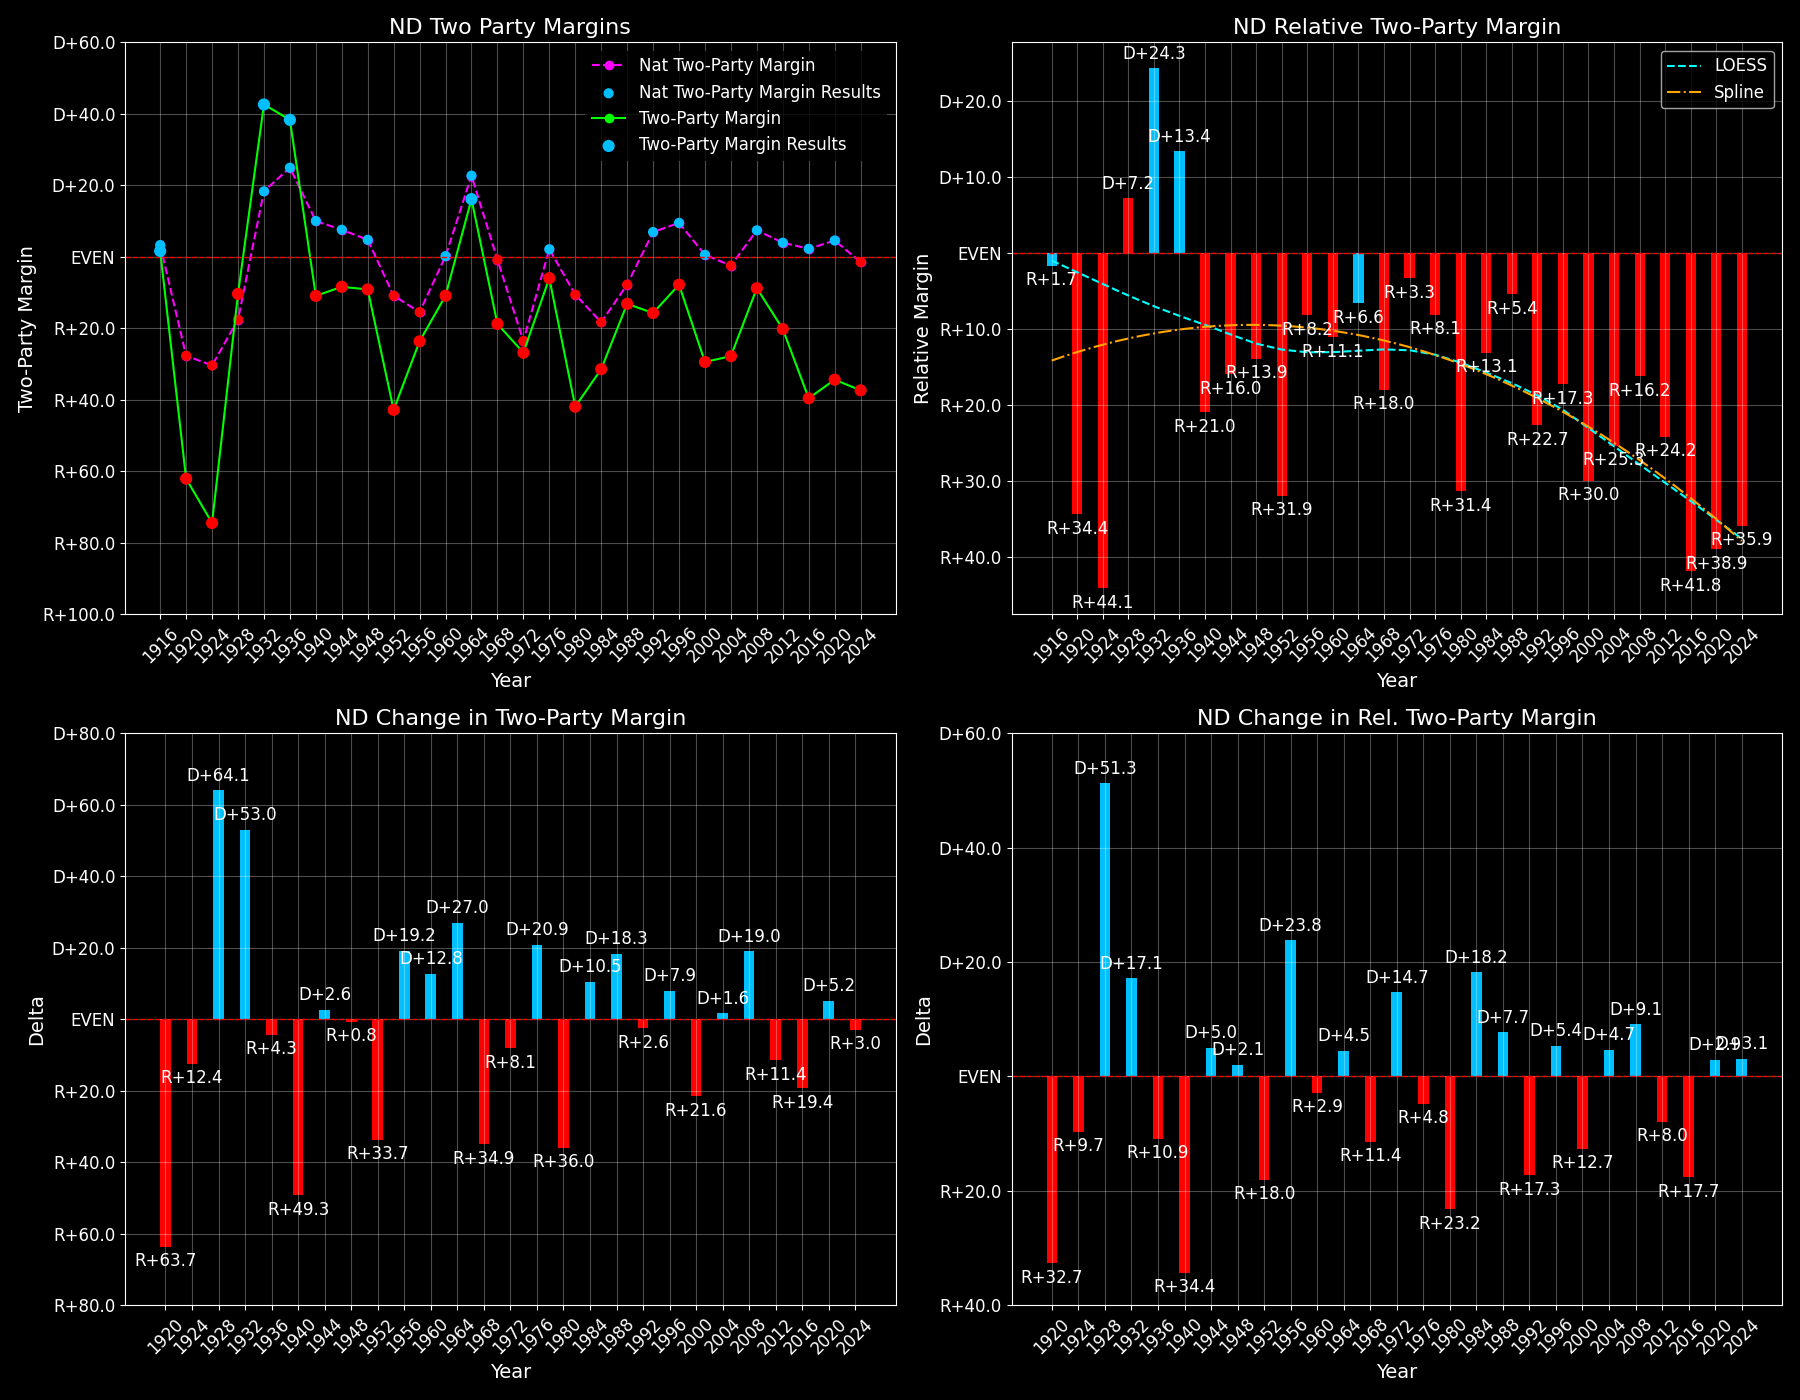 ND Two Party Margins
D+60.0
D+40.0
D+20.0
EVEN
R+20.0
R+40.0
R+60.0
R+80.0
R+100.0
Two-Party Margin
Nat Two-Party Margin
Nat Two-Party Margin Results
Two-Party Margin
Two-Party Margin Results
1916 1920 1924 1928 1932 1936 1940 1944 1948 1952 1956 1960 1964 1968 1972 1976 1980 1984 1988 1992 1996 2000 2004 2008 2012 2016 2020 2024
Year
ND Relative Two-Party Margin
D+20.0
D+10.0
EVEN
R+10.0
R+20.0
R+30.0
R+40.0
Relative Margin
LOESS
Spline
R+1.7
R+34.4
R+44.1
D+7.2
D+24.3
D+13.4
R+21.0
R+16.0
R+13.9
R+31.9
R+8.2
R+11.1
R+6.6
R+18.0
R+3.3
R+8.1
R+31.4
R+13.1
R+5.4
R+22.7
R+17.3
R+30.0
R+25.3
R+16.2
R+24.2
R+41.8
R+38.9
R+35.9
1916 1920 1924 1928 1932 1936 1940 1944 1948 1952 1956 1960 1964 1968 1972 1976 1980 1984 1988 1992 1996 2000 2004 2008 2012 2016 2020 2024
Year
ND Change in Two-Party Margin
D+80.0
D+60.0
D+40.0
D+20.0
EVEN
R+20.0
R+40.0
R+60.0
R+80.0
Delta
R+63.7
R+12.4
D+64.1
D+53.0
R+4.3
R+49.3
D+2.6
R+0.8
R+33.7
D+19.2
D+12.8
D+27.0
R+34.9
R+8.1
D+20.9
R+36.0
D+10.5
D+18.3
R+2.6
D+7.9
R+21.6
D+1.6
D+19.0
R+11.4
R+19.4
D+5.2
R+3.0
1920 1924 1928 1932 1936 1940 1944 1948 1952 1956 1960 1964 1968 1972 1976 1980 1984 1988 1992 1996 2000 2004 2008 2012 2016 2020 2024
Year
ND Change in Rel. Two-Party Margin
D+60.0
D+40.0
D+20.0
EVEN
R+20.0
R+40.0
Delta
R+32.7
R+9.7
D+51.3
D+17.1
R+10.9
R+34.4
D+5.0
D+2.1
R+18.0
D+23.8
R+2.9
D+4.5
R+11.4
D+14.7
R+4.8
R+23.2
D+18.2
D+7.7
R+17.3
D+5.4
R+12.7
D+4.7
D+9.1
R+8.0
R+17.7
D+2.9
D+3.1
1920 1924 1928 1932 1936 1940 1944 1948 1952 1956 1960 1964 1968 1972 1976 1980 1984 1988 1992 1996 2000 2004 2008 2012 2016 2020 2024
Year